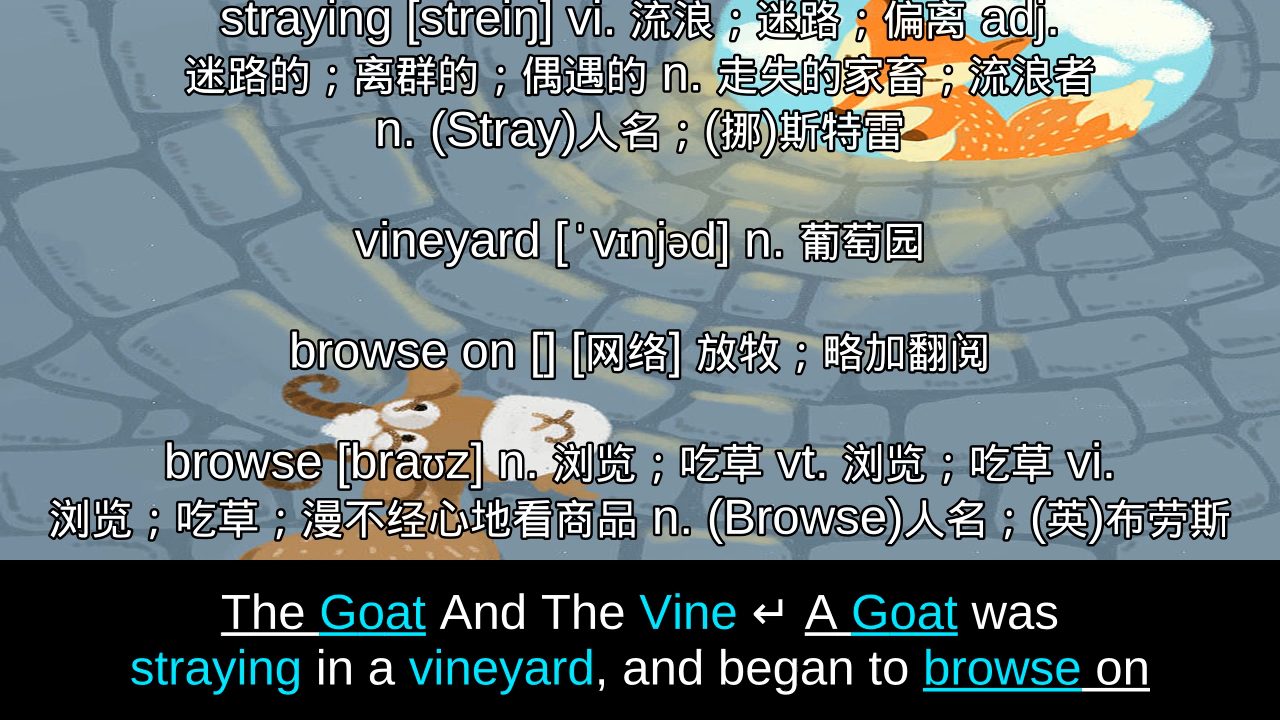 straying [strein] vi. 流浪；迷路；偏离 adj.
迷路的；离群的；偶遇的 n. 走失的家畜；流浪者
n. (Stray)人名；(挪)斯特雷
vineyard [ˈvɪnjəd] n. 葡萄园
browse on [] [网络] 放牧；略加翻阅
browse [braʊz] n. 浏览；吃草 vt. 浏览；吃草 vi.
浏览；吃草；漫不经心地看商品 n. (Browse)人名；(英)布劳斯
The Goat And The Vine ↵ A Goat was
straying in a vineyard, and began to browse on